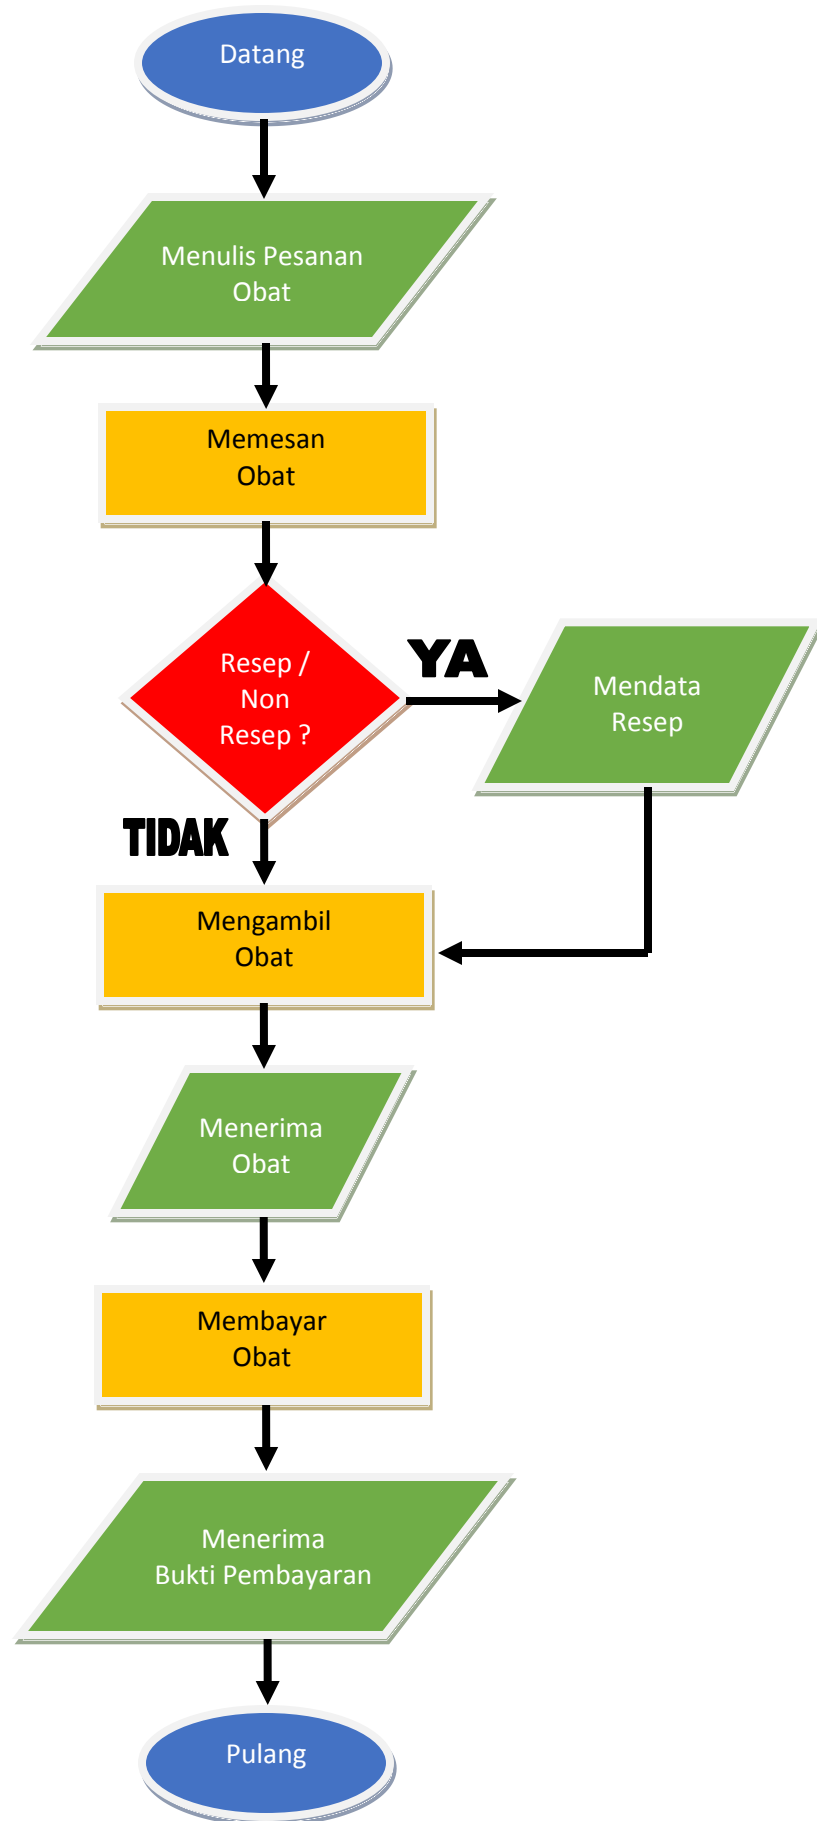 Datang
Menulis Pesanan
Obat
Memesan
Obat
Resep /
Non
Resep ?
YA
Mendata
Resep
TIDAK
Mengambil
Obat
Menerima
Obat
Membayar
Obat
Menerima
Bukti Pembayaran
Pulang